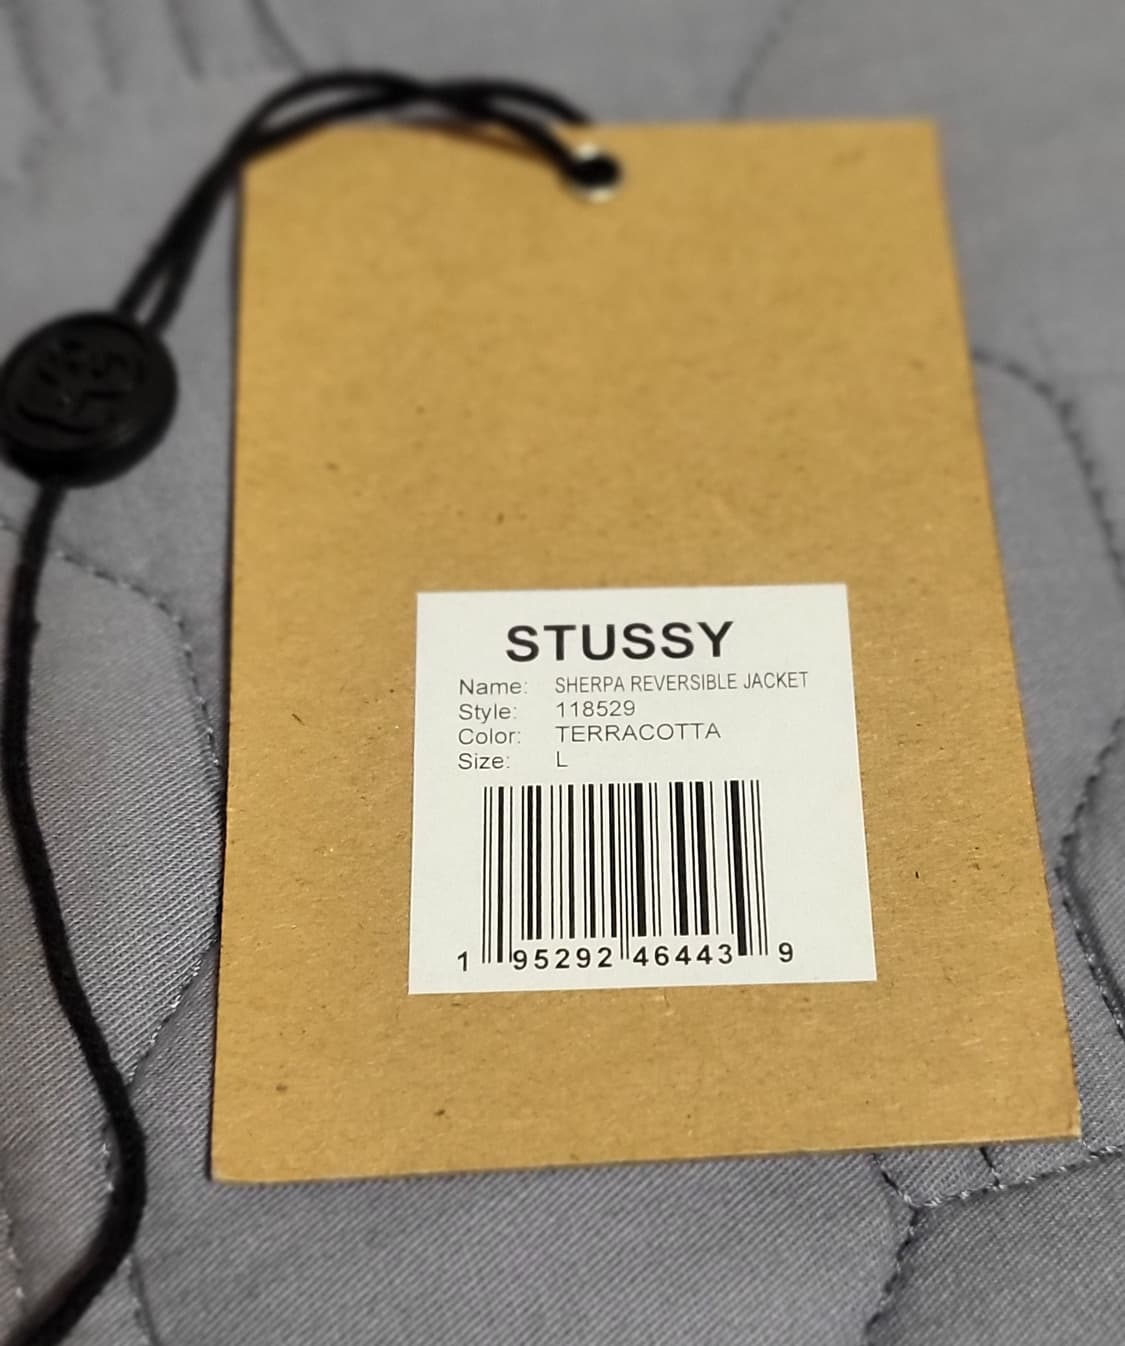 STUSSY
Name: SHERPA REVERSIBLE JACKET
Style: 118529
Color: TERRACOTTA
Size: L
1 95292 46443 9